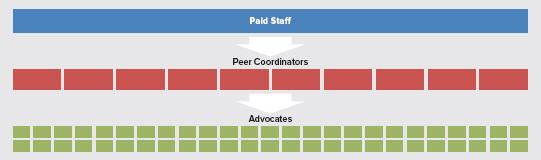 Paid Staff
Peer Coordinators
Advocates